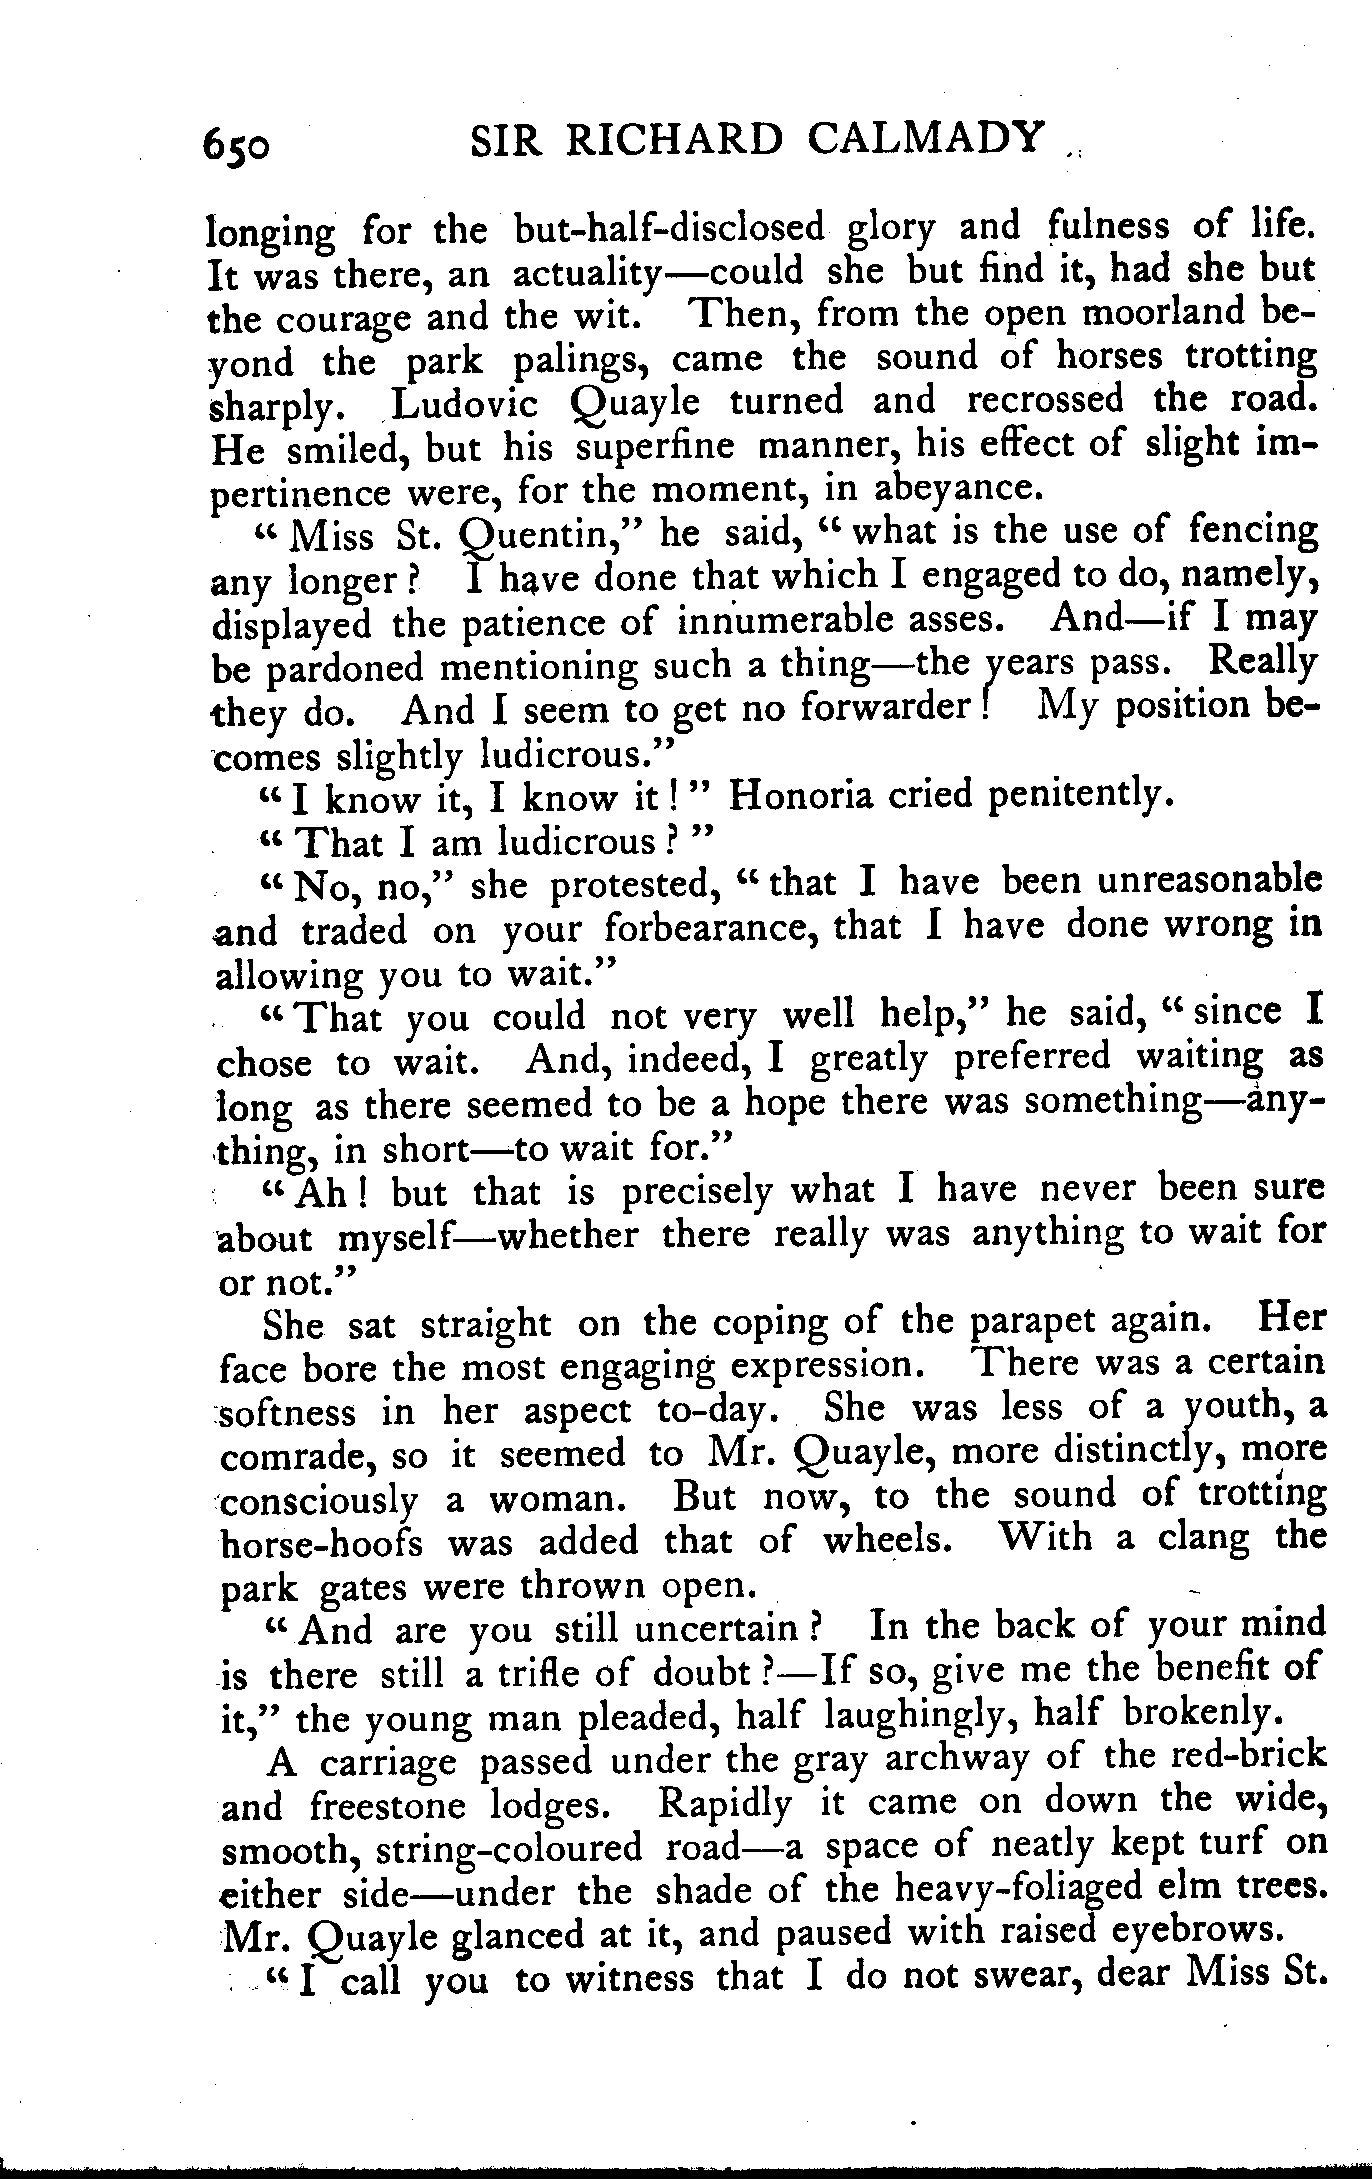 650 SIR RICHARD CALMADY
longing for the but-half-disclosed glory and fulness of life.
It was there, an actuality—could she but find it, had she but
the courage and the wit. Then, from the open moorland be-
yond the park palings, came the sound of horses trotting
sharply. Ludovic Quayle turned and recrossed the road.
He smiled, but his superfine manner, his effect of slight im-
pertinence were, for the moment, in abeyance.
“Miss St. Quentin,” he said, “what is the use of fencing
any longer? I have done that which I engaged to do, namely,
displayed the patience of innumerable asses. And—if I may
be pardoned mentioning such a thing—the years pass. Really
they do. And I seem to get no forwarder! My position be-
comes slightly ludicrous.”
“I know it, I know it!” Honoria cried penitently.
“That I am ludicrous?”
“No, no,” she protested, “that I have been unreasonable
and traded on your forbearance, that I have done wrong in
allowing you to wait.”
“That you could not very well help,” he said, “since I
chose to wait. And, indeed, I greatly preferred waiting as
long as there seemed to be a hope there was something—any-
thing, in short—to wait for.”
“Ah! but that is precisely what I have never been sure
about myself—whether there really was anything to wait for
or not.”
She sat straight on the coping of the parapet again. Her
face bore the most engaging expression. There was a certain
softness in her aspect to-day. She was less of a youth, a
comrade, so it seemed to Mr. Quayle, more distinctly, more
consciously a woman. But now, to the sound of trotting
horse-hoofs was added that of wheels. With a clang the
park gates were thrown open.
“And are you still uncertain? In the back of your mind
is there still a trifle of doubt?—If so, give me the benefit of
it,” the young man pleaded, half laughingly, half brokenly.
A carriage passed under the gray archway of the red-brick
and freestone lodges. Rapidly it came on down the wide,
smooth, string-coloured road—a space of neatly kept turf on
either side—under the shade of the heavy-foliaged elm trees.
Mr. Quayle glanced at it, and paused with raised eyebrows.
“I call you to witness that I do not swear, dear Miss St.